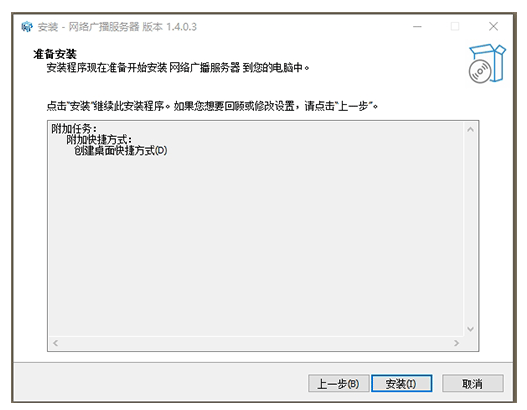 安装 - 网络广播服务器 版本 1.4.0.3
准备安装
安装程序现在准备开始安装 网络广播服务器 到您的电脑中。
点击“安装”继续此安装程序。如果您想要回顾或修改设置，请点击“上一步”。
附加任务：
附加快捷方式：
创建桌面快捷方式(D)
上一步(B) 安装(I) 取消